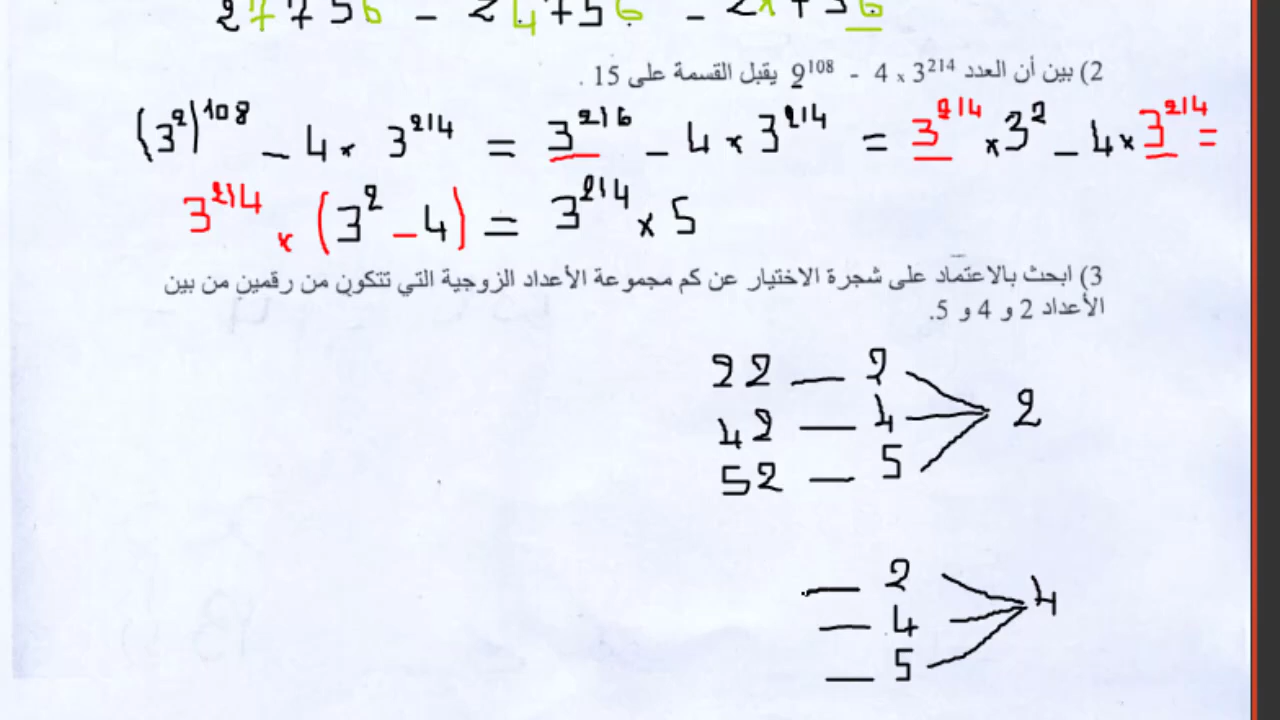 27756 - 24756 -
2) بين أن العدد 9¹⁰⁸ - 4 × 3²¹⁴ يقبل القسمة على 15 .
(3²)¹⁰⁸ - 4 × 3²¹⁴ = 3²¹⁶ - 4 × 3²¹⁴ = 3²¹⁴ × 3² - 4 × 3²¹⁴ =
3²¹⁴ × (3² - 4) = 3²¹⁴ × 5
3) ابحث بالاعتماد على شجرة الاختيار عن كم مجموعة الأعداد الزوجية التي تتكون من رقمين من بين
الأعداد 2 و 4 و 5.
22 — 2
42 — 4 2
52 — 5
— 2
— 4 4
— 5